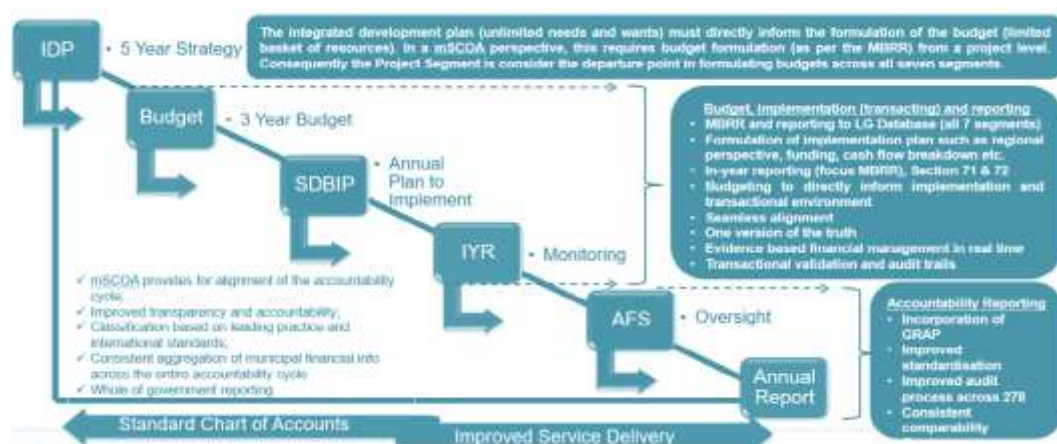 IDP
• 5 Year Strategy
The integrated development plan (unlimited needs and wants) must directly inform the formulation of the budget (limited
basket of resources). In a mSCOA perspective, this requires budget formulation (as per the MBRR) from a project level.
Consequently the Project Segment is consider the departure point in formulating budgets across all seven segments.
Budget
• 3 Year Budget
SDBIP
• Annual
Plan to
Implement
IYR
• Monitoring
AFS
• Oversight
Annual
Report
Budget, Implementation (transacting) and reporting
• MBRR and reporting to LG Database (all 7 segments)
• Formulation of implementation plan such as regional
perspective, funding, cash flow breakdown etc.
• In-year reporting (focus MBRR), Section 71 & 72
• Budgeting to directly inform implementation and
transactional environment
• Seamless alignment
• One version of the truth
• Evidence based financial management in real time
• Transactional validation and audit trails
✓ mSCOA provides for alignment of the accountability
cycle;
✓ Improved transparency and accountability;
✓ Classification based on leading practice and
international standards;
✓ Consistent aggregation of municipal financial info
across the entire accountability cycle
✓ Whole of government reporting
Accountability Reporting
• Incorporation of
GRAP
• Improved
standardisation
• Improved audit
process across 278
• Consistent
comparability
Standard Chart of Accounts
Improved Service Delivery